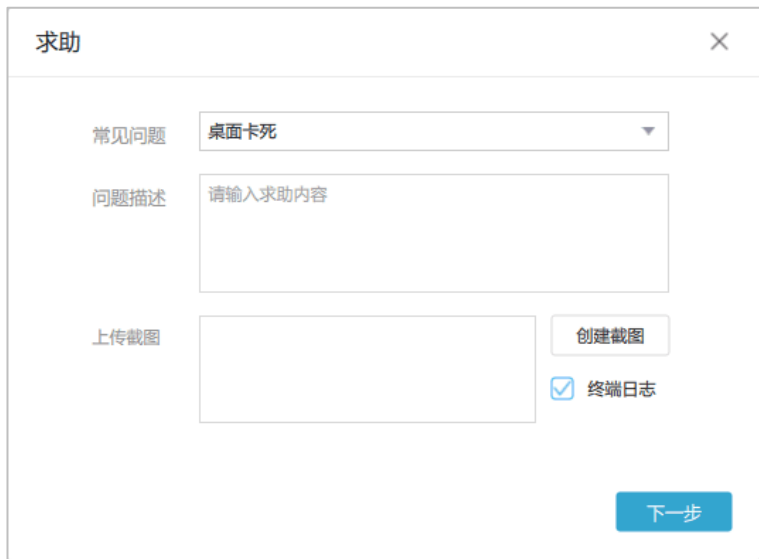 求助
常见问题
桌面卡死
问题描述
请输入求助内容
上传截图
创建截图
终端日志
下一步